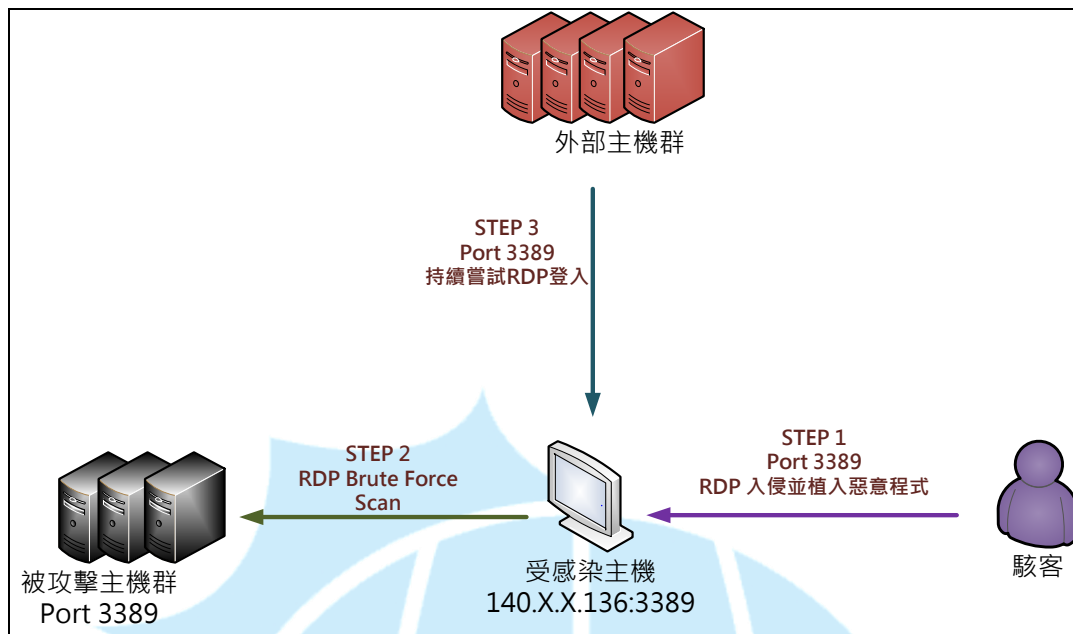 外部主機群
STEP 3
Port 3389
持續嘗試RDP登入
STEP 2
RDP Brute Force
Scan
STEP 1
Port 3389
RDP 入侵並植入惡意程式
被攻擊主機群
Port 3389
受感染主機
140.X.X.136:3389
駭客